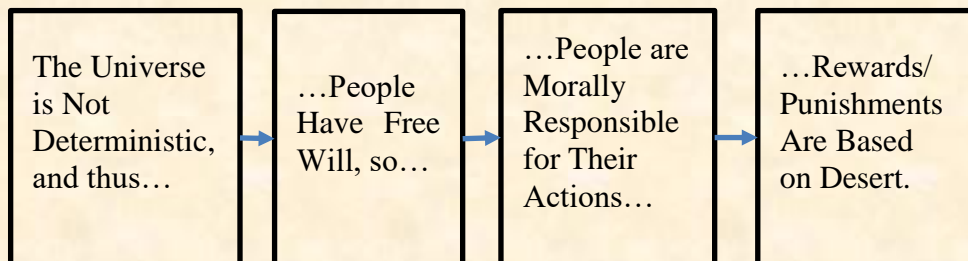 The Universe
is Not
Deterministic,
and thus…
…People
Have Free
Will, so…
…People are
Morally
Responsible
for Their
Actions…
…Rewards/
Punishments
Are Based
on Desert.